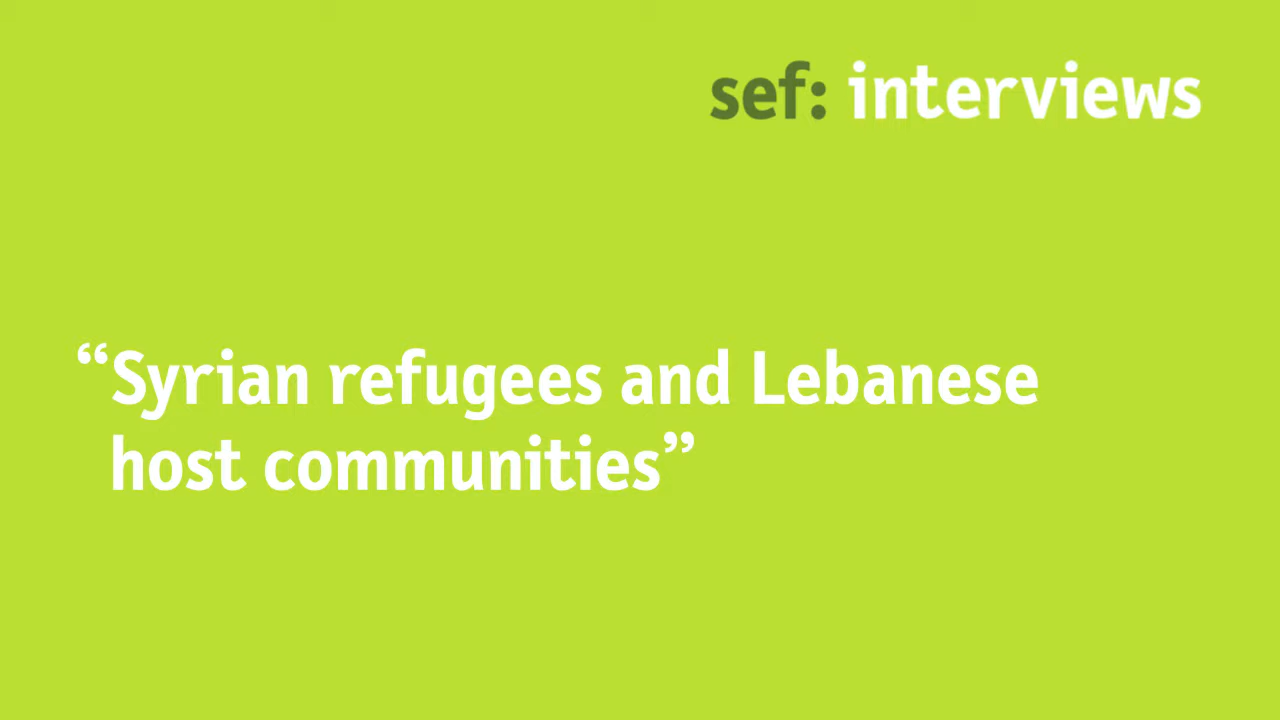 sef: interviews
“Syrian refugees and Lebanese
host communities”